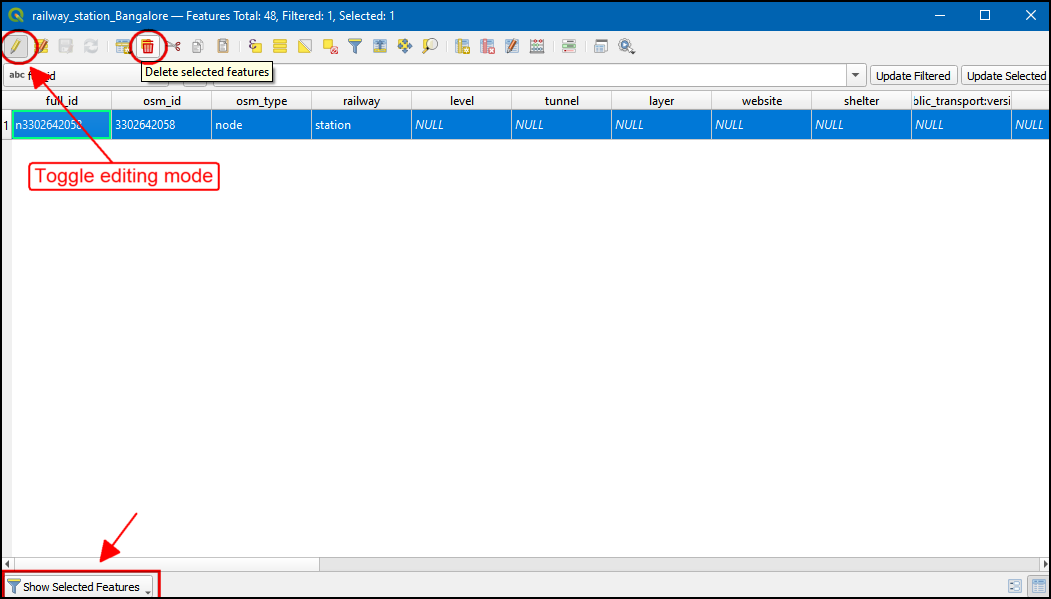 railway_station_Bangalore — Features Total: 48, Filtered: 1, Selected: 1
Delete selected features
abc
Update Filtered Update Selected
full_id osm_id osm_type railway level tunnel layer website shelter blic_transport:versi
1 n3302642058 3302642058 node station NULL NULL NULL NULL NULL NULL NULL
Toggle editing mode
Show Selected Features